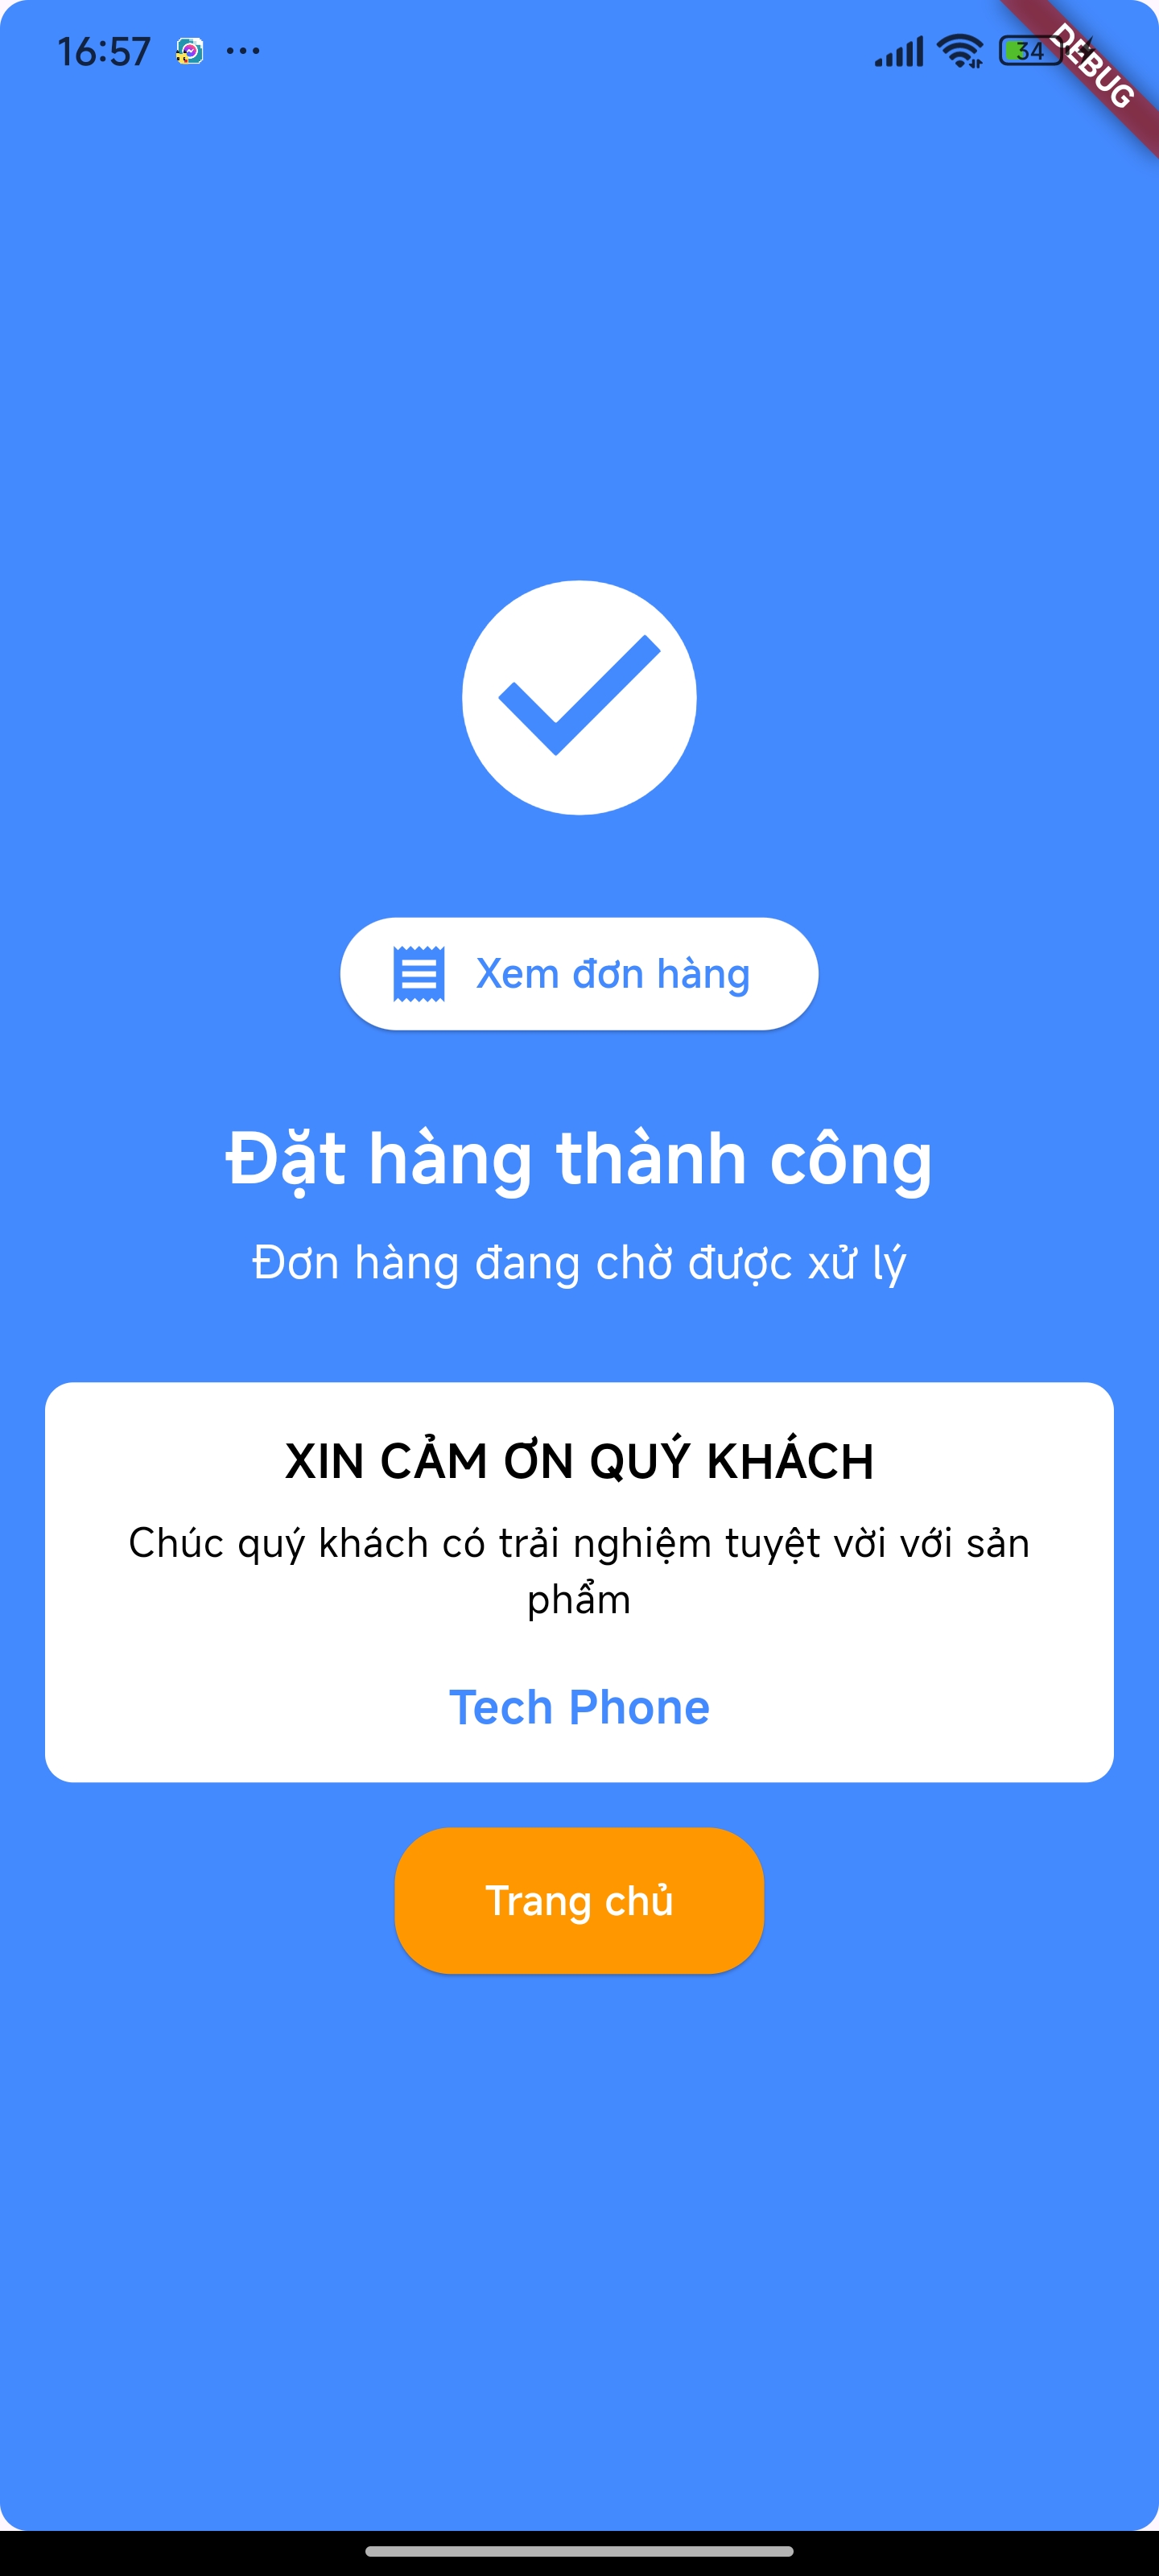 16:57
34
DEBUG
Xem đơn hàng
Đặt hàng thành công
Đơn hàng đang chờ được xử lý
XIN CẢM ƠN QUÝ KHÁCH
Chúc quý khách có trải nghiệm tuyệt vời với sản
phẩm
Tech Phone
Trang chủ